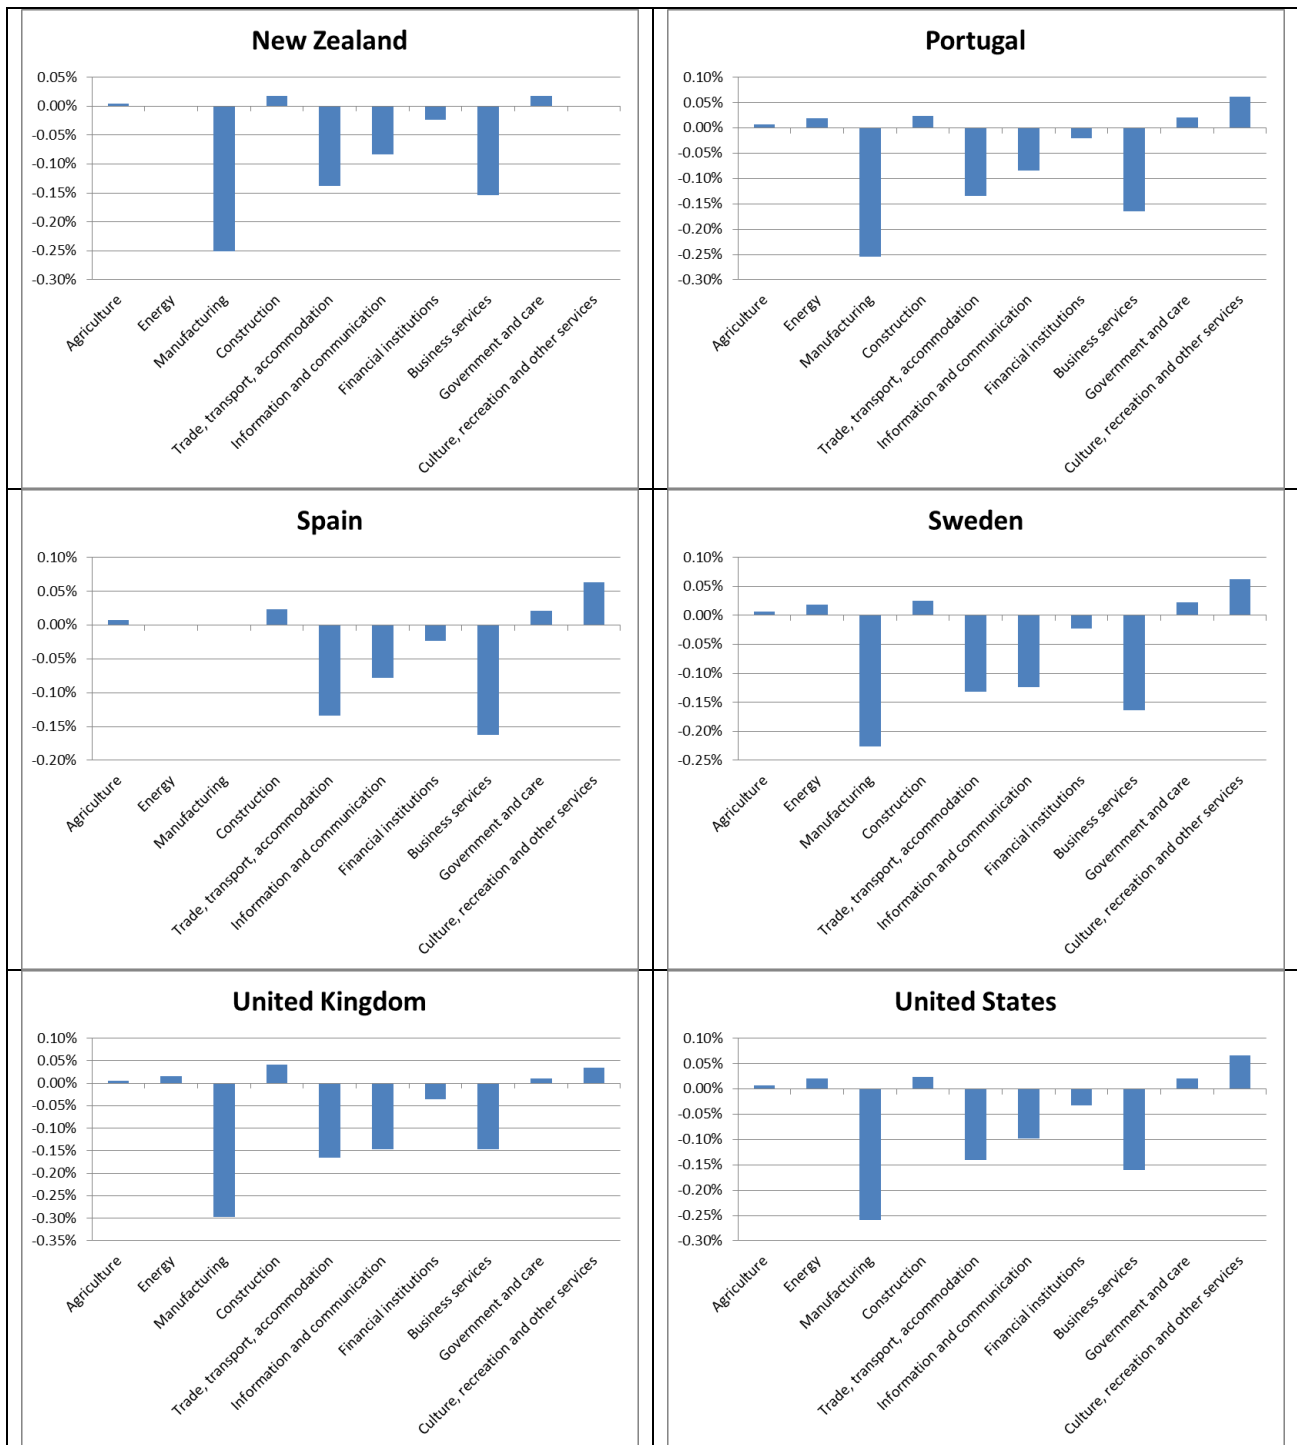 New Zealand
0.05%
0.00%
-0.05%
-0.10%
-0.15%
-0.20%
-0.25%
-0.30%
Agriculture
Energy
Manufacturing
Construction
Trade, transport, accommodation
Information and communication
Financial institutions
Business services
Government and care
Culture, recreation and other services
Portugal
0.10%
0.05%
0.00%
-0.05%
-0.10%
-0.15%
-0.20%
-0.25%
-0.30%
Agriculture
Energy
Manufacturing
Construction
Trade, transport, accommodation
Information and communication
Financial institutions
Business services
Government and care
Culture, recreation and other services
Spain
0.10%
0.05%
0.00%
-0.05%
-0.10%
-0.15%
-0.20%
Agriculture
Energy
Manufacturing
Construction
Trade, transport, accommodation
Information and communication
Financial institutions
Business services
Government and care
Culture, recreation and other services
Sweden
0.10%
0.05%
0.00%
-0.05%
-0.10%
-0.15%
-0.20%
-0.25%
Agriculture
Energy
Manufacturing
Construction
Trade, transport, accommodation
Information and communication
Financial institutions
Business services
Government and care
Culture, recreation and other services
United Kingdom
0.10%
0.05%
0.00%
-0.05%
-0.10%
-0.15%
-0.20%
-0.25%
-0.30%
-0.35%
Agriculture
Energy
Manufacturing
Construction
Trade, transport, accommodation
Information and communication
Financial institutions
Business services
Government and care
Culture, recreation and other services
United States
0.10%
0.05%
0.00%
-0.05%
-0.10%
-0.15%
-0.20%
-0.25%
-0.30%
Agriculture
Energy
Manufacturing
Construction
Trade, transport, accommodation
Information and communication
Financial institutions
Business services
Government and care
Culture, recreation and other services